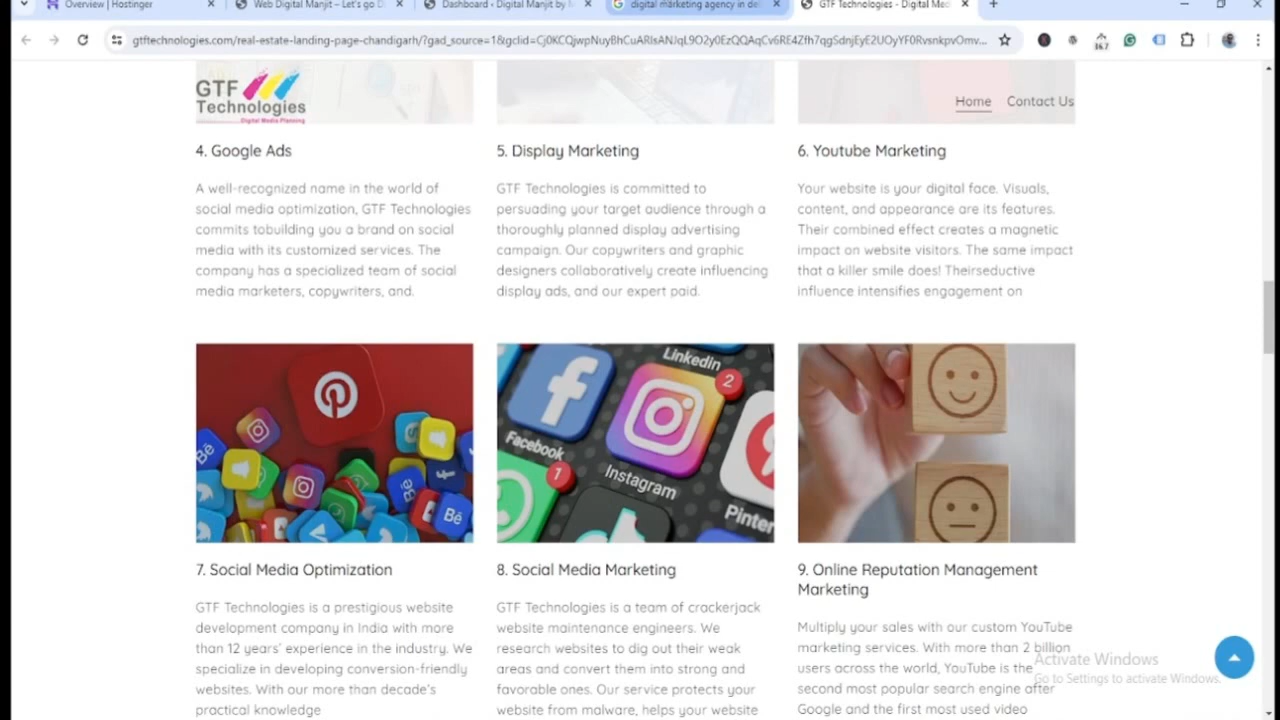 Overview | Hostinger
Web Digital Manjit – Let's go D
Dashboard ‹ Digital Manjit by M
digital marketing agency in de
GTF Technologies - Digital Med
gtftechnologies.com/real-estate-landing-page-chandigarh/?gad_source=1&gclid=Cj0KCQjwpNuyBhCuARIsANJqL9O2y0EzQQAqCv6RE4Zfh7qgSdnjEyE2UOyYF0RvsnkpvOmv...
16.7
GTF
Technologies
Digital Media Planning
Home Contact Us
4. Google Ads
A well-recognized name in the world of
social media optimization, GTF Technologies
commits tobuilding you a brand on social
media with its customized services. The
company has a specialized team of social
media marketers, copywriters, and.
5. Display Marketing
GTF Technologies is committed to
persuading your target audience through a
thoroughly planned display advertising
campaign. Our copywriters and graphic
designers collaboratively create influencing
display ads, and our expert paid.
6. Youtube Marketing
Your website is your digital face. Visuals,
content, and appearance are its features.
Their combined effect creates a magnetic
impact on website visitors. The same impact
that a killer smile does! Theirseductive
influence intensifies engagement on
Bē
Bē
Bē
Linkedin
2
Facebook
1
Instagram
Pinter
7. Social Media Optimization
GTF Technologies is a prestigious website
development company in India with more
than 12 years' experience in the industry. We
specialize in developing conversion-friendly
websites. With our more than decade's
practical knowledge
8. Social Media Marketing
GTF Technologies is a team of crackerjack
website maintenance engineers. We
research websites to dig out their weak
areas and convert them into strong and
favorable ones. Our service protects your
website from malware, helps your website
9. Online Reputation Management
Marketing
Multiply your sales with our custom YouTube
marketing services. With more than 2 billion
users across the world, YouTube is the
second most popular search engine after
Google and the first most used video
Activate Windows
Go to Settings to activate Windows.